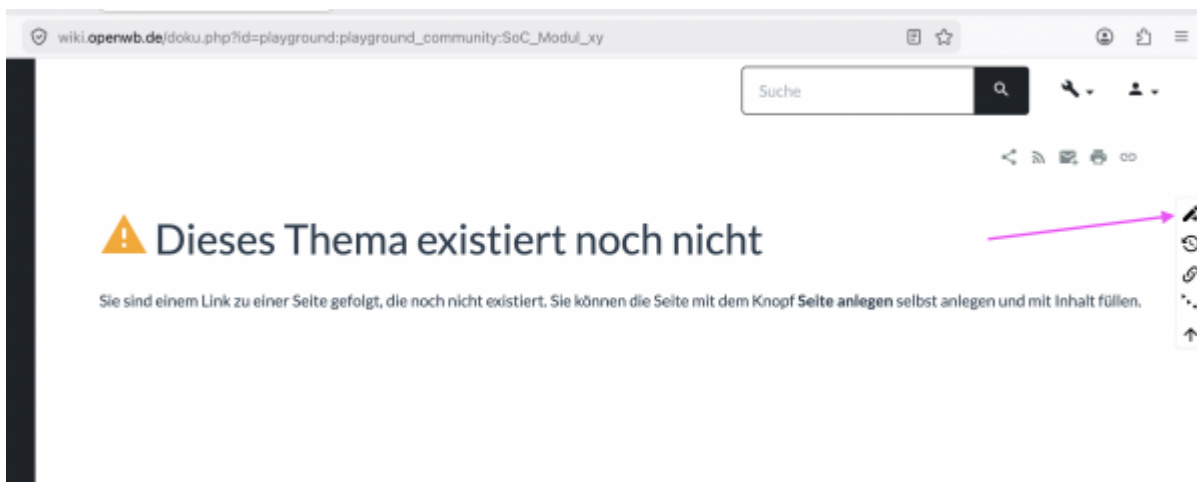 wiki.openwb.de/doku.php?id=playground:playground_community:SoC_Modul_xy
Suche
Dieses Thema existiert noch nicht
Sie sind einem Link zu einer Seite gefolgt, die noch nicht existiert. Sie können die Seite mit dem Knopf Seite anlegen selbst anlegen und mit Inhalt füllen.